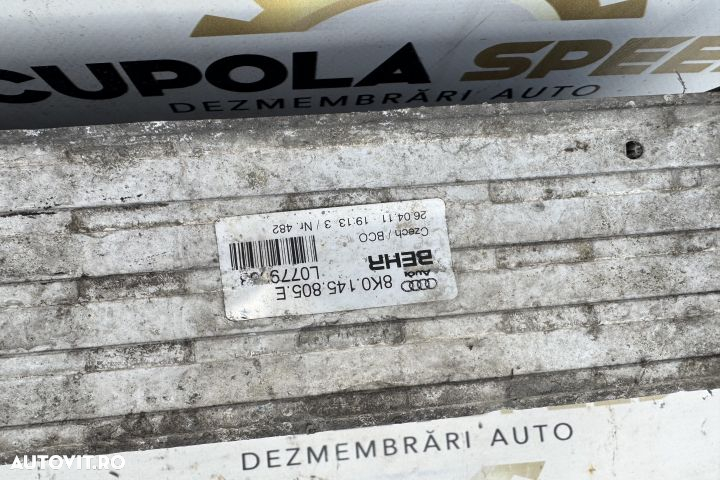 CUPOLA SPEE
DEZMEMBRĂRI AUTO
AUDI
8K0.145.805.E
BEHR
Czech / BCO
26.04.11 19:13 3 / Nr 482
DEZMEMBRĂRI AUTO
AUTOVIT.RO